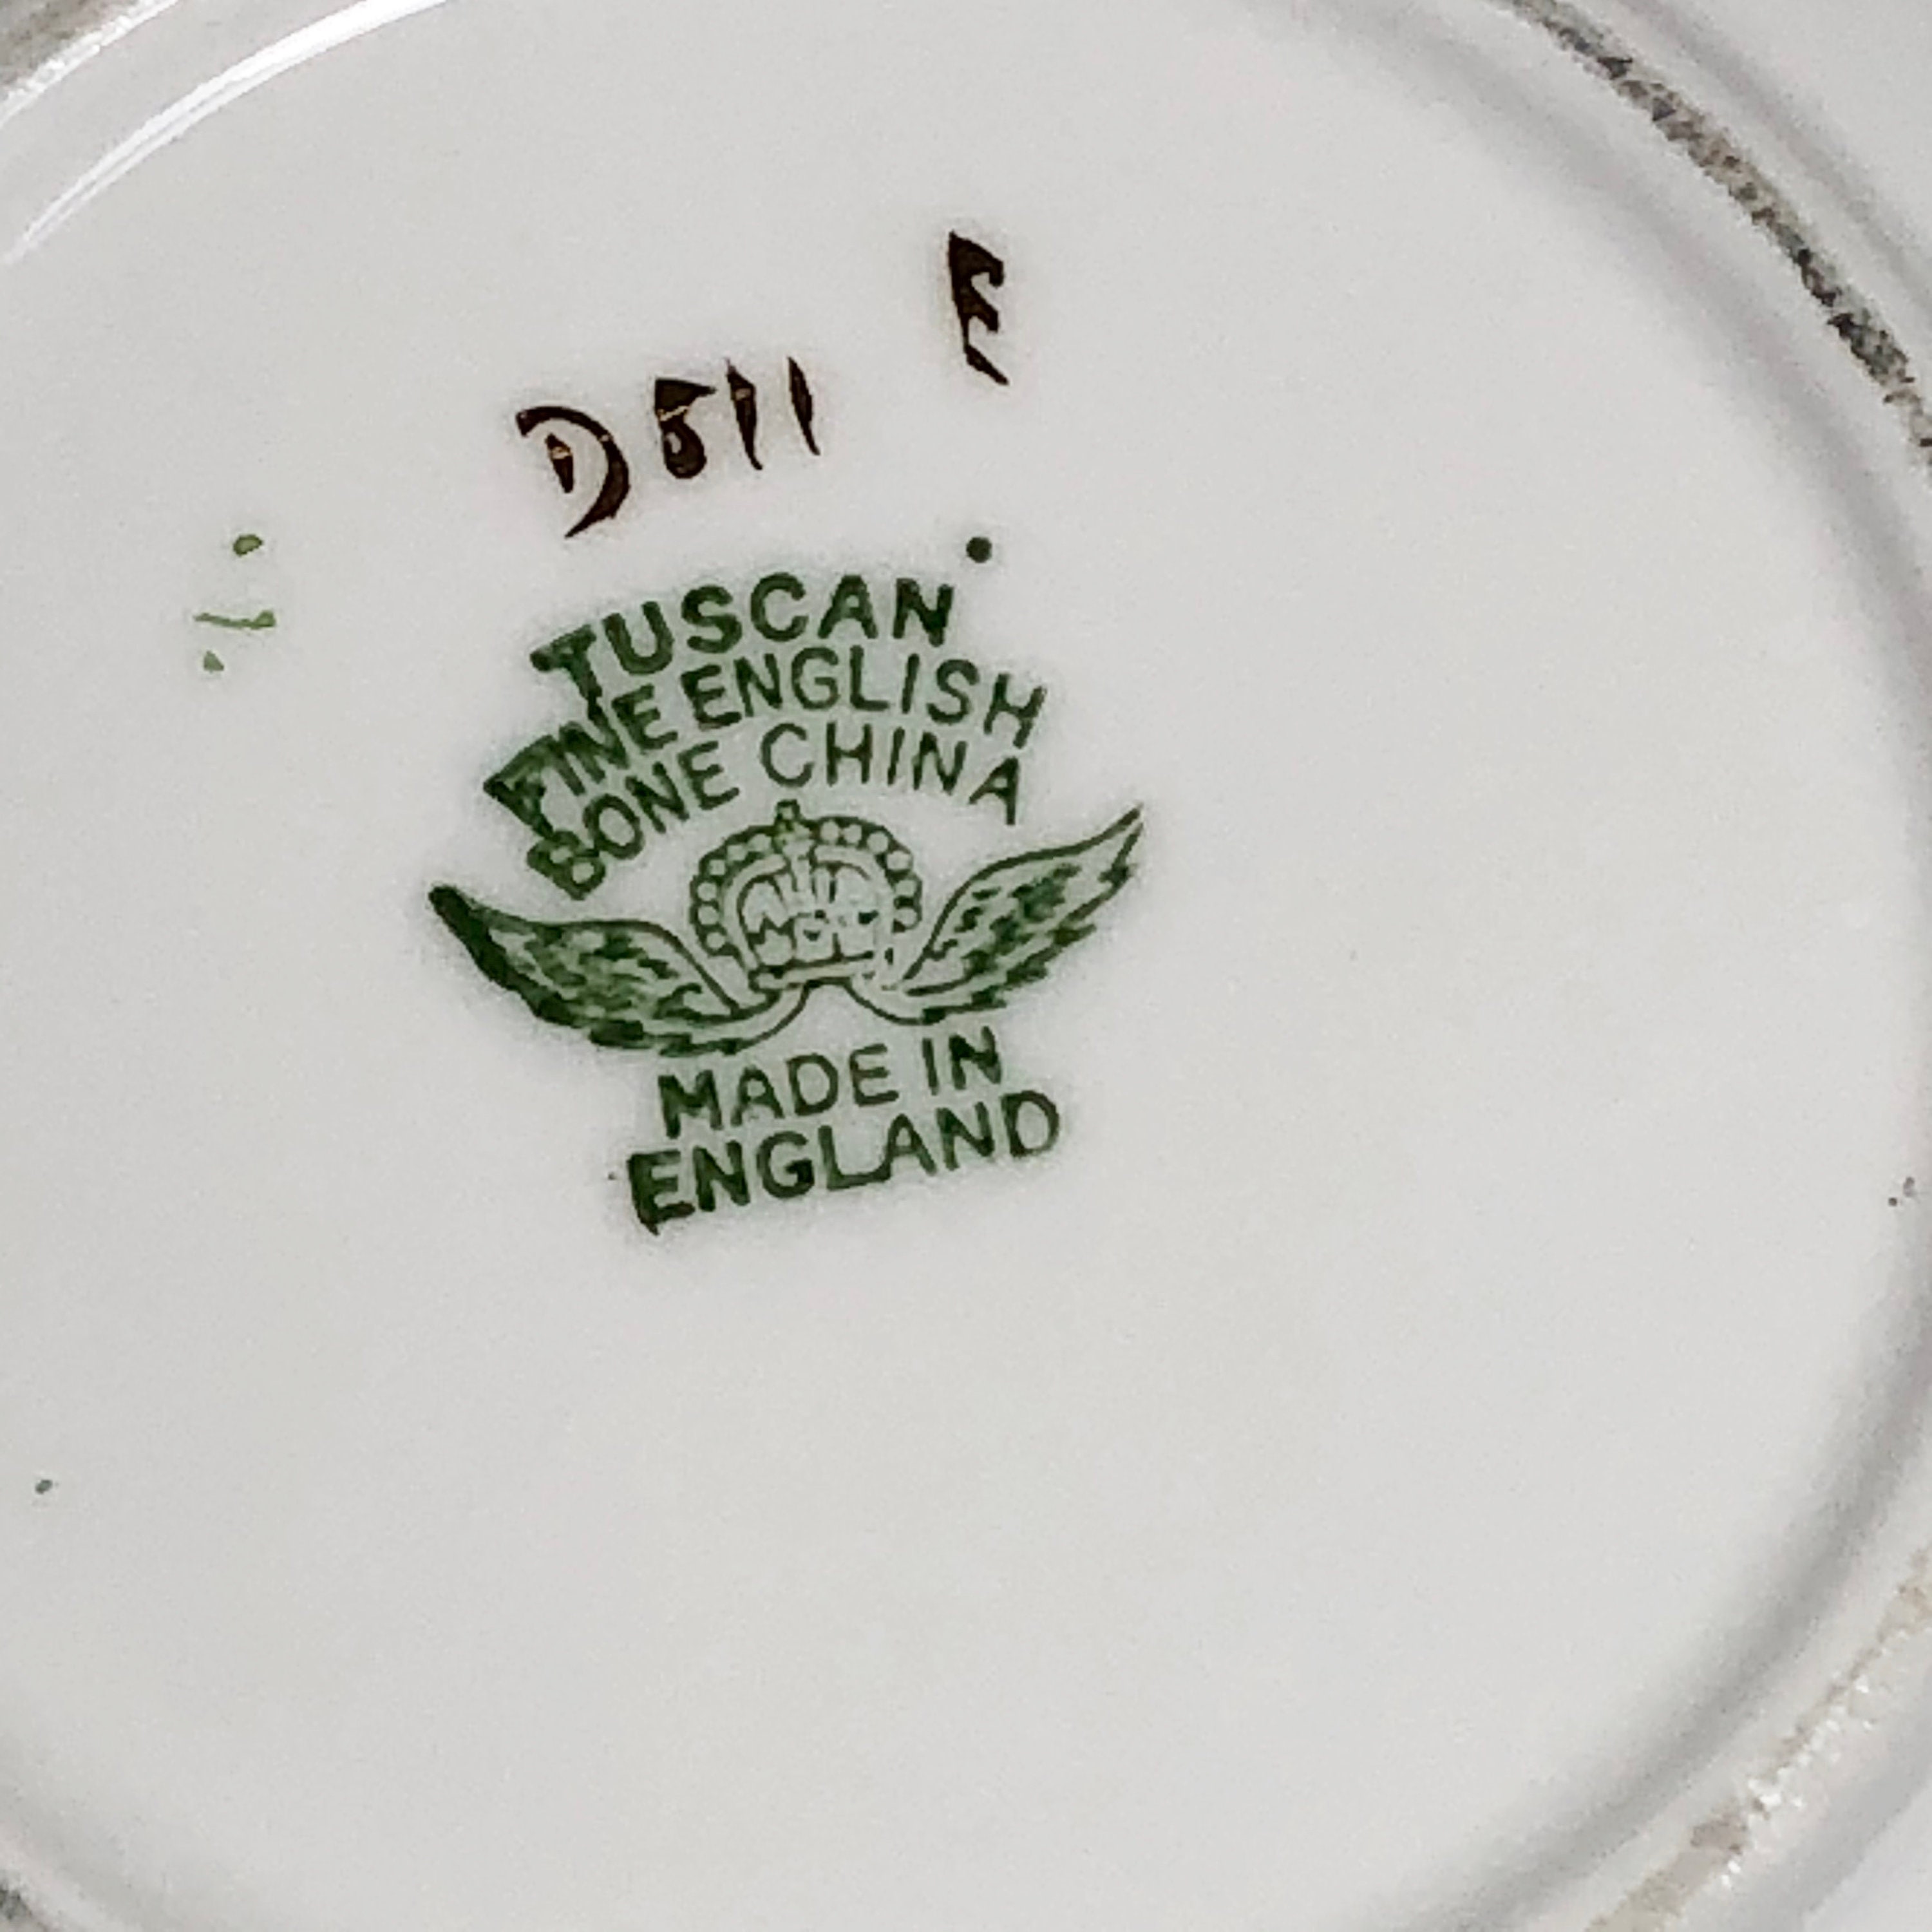 E
D511
TUSCAN
FINE ENGLISH
BONE CHINA
MADE IN
ENGLAND